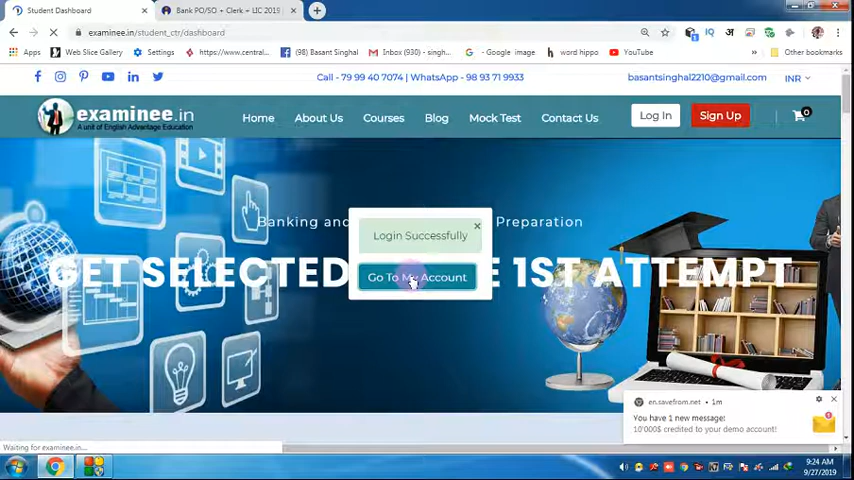 Student Dashboard
Bank PO/SO + Clerk + LIC 2019
examinee.in/student_ctr/dashboard
Apps
Web Slice Gallery
Settings
https://www.central...
(98) Basant Singhal
Inbox (930) - singh...
- Google image
word hippo
YouTube
Other bookmarks
Call - 79 99 40 7074 | WhatsApp - 98 93 71 9933
basantsinghal2210@gmail.com
INR
examinee.in
A unit of English Advantage Education
Home
About Us
Courses
Blog
Mock Test
Contact Us
Log In
Sign Up
0
Banking and
Preparation
Login Successfully
×
GET SELECTED
E 1ST ATTEMPT
Go To My Account
en.savefrom.net • 1m
You have 1 new message:
10'000$ credited to your demo account!
Waiting for examinee.in...
9:24 AM
9/27/2019